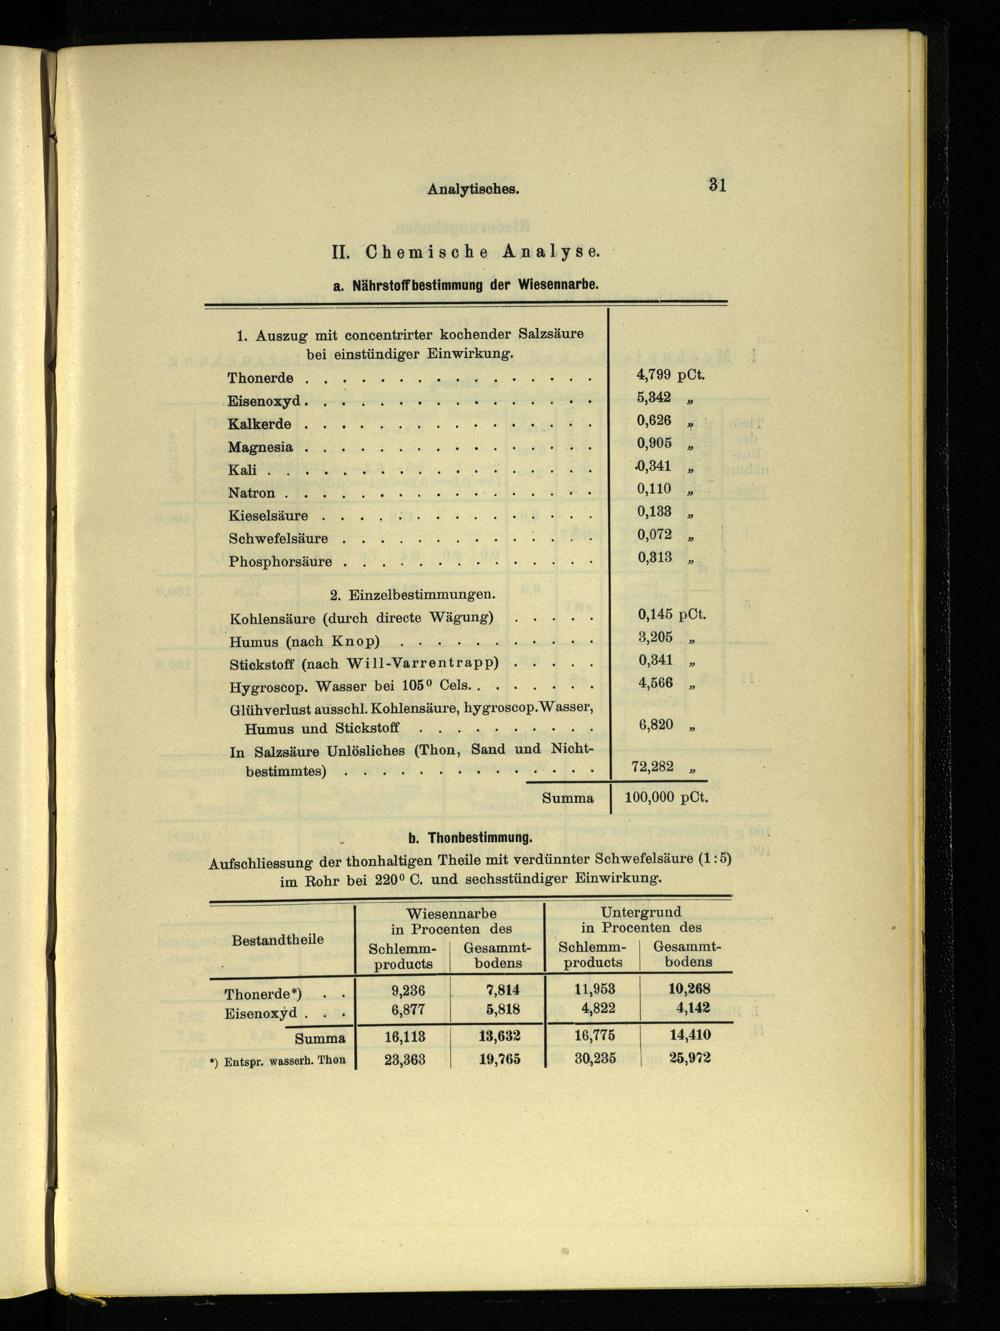 Analytisches. 31
II. Chemische Analyse.
a. Nährstoffbestimmung der Wiesennarbe.
1. Auszug mit concentrirter kochender Salzsäure
bei einstündiger Einwirkung.
Thonerde . . . . . . . . . . . . . . . . 4,799 pCt.
Eisenoxyd . . . . . . . . . . . . . . . . 5,342 „
Kalkerde . . . . . . . . . . . . . . . . 0,626 „
Magnesia . . . . . . . . . . . . . . . . 0,905 „
Kali . . . . . . . . . . . . . . . . . . 0,341 „
Natron . . . . . . . . . . . . . . . . . 0,110 „
Kieselsäure . . . . . . . . . . . . . . . 0,133 „
Schwefelsäure . . . . . . . . . . . . . . 0,072 „
Phosphorsäure . . . . . . . . . . . . . . 0,313 „
2. Einzelbestimmungen.
Kohlensäure (durch directe Wägung) . . . . . 0,145 pCt.
Humus (nach Knop) . . . . . . . . . . . 3,205 „
Stickstoff (nach Will-Varrentrapp) . . . . . 0,341 „
Hygroscop. Wasser bei 105⁰ Cels. . . . . . . . 4,566 „
Glühverlust ausschl. Kohlensäure, hygroscop. Wasser,
Humus und Stickstoff . . . . . . . . . . 6,820 „
In Salzsäure Unlösliches (Thon, Sand und Nicht-
bestimmtes) . . . . . . . . . . . . . . 72,282 „
Summa 100,000 pCt.
b. Thonbestimmung.
Aufschliessung der thonhaltigen Theile mit verdünnter Schwefelsäure (1:5)
im Rohr bei 220⁰ C. und sechsstündiger Einwirkung.
Bestandtheile
Wiesennarbe Untergrund
in Procenten des in Procenten des
Schlemm- Gesammt- Schlemm- Gesammt-
products bodens products bodens
Thonerde*) . . 9,236 7,814 11,953 10,268
Eisenoxyd . . . 6,877 5,818 4,822 4,142
Summa 16,113 13,632 16,775 14,410
*) Entspr. wasserh. Thon 23,363 19,765 30,235 25,972